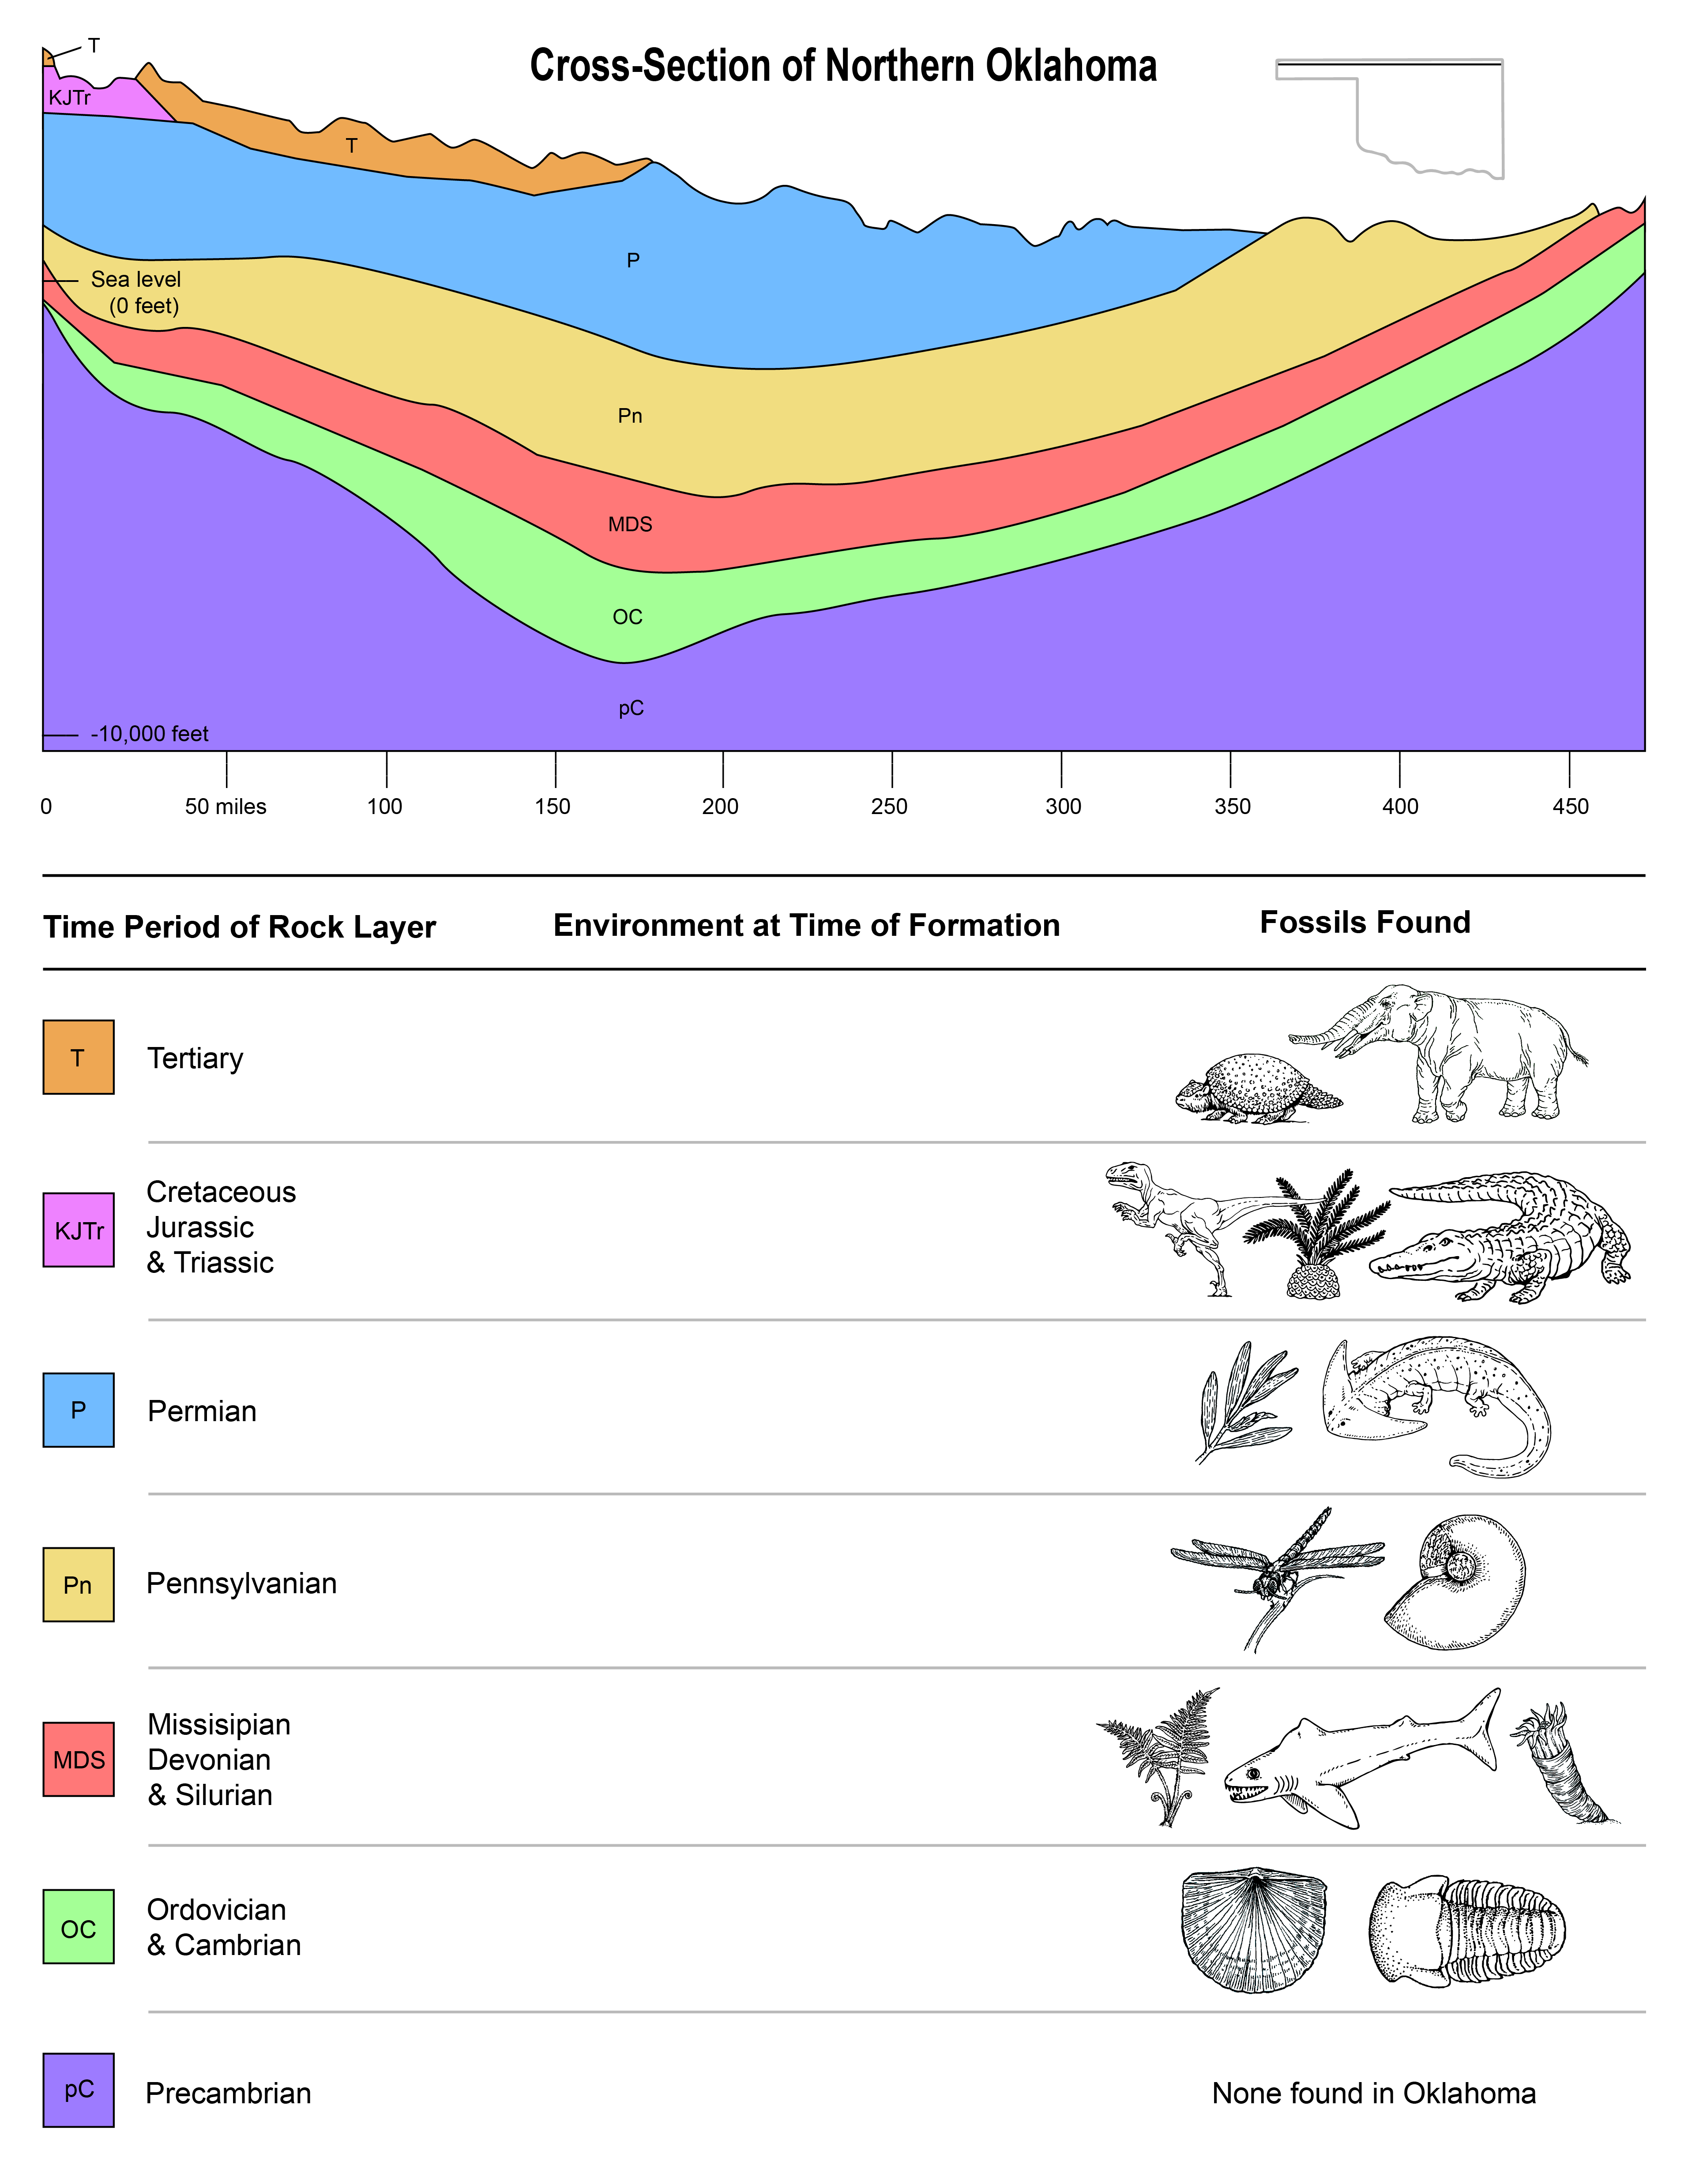 T
Cross-Section of Northern Oklahoma
KJTr
T
P
Sea level
(0 feet)
Pn
MDS
OC
pC
-10,000 feet
0 50 miles 100 150 200 250 300 350 400 450
Time Period of Rock Layer Environment at Time of Formation Fossils Found
T Tertiary
KJTr Cretaceous
Jurassic
& Triassic
P Permian
Pn Pennsylvanian
MDS Missisipian
Devonian
& Silurian
OC Ordovician
& Cambrian
pC Precambrian None found in Oklahoma